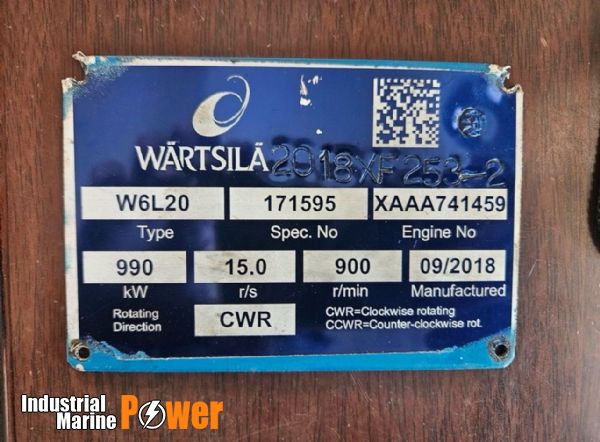 WÄRTSILÄ 2018XF253-2
W6L20 171595 XAAA741459
Type Spec. No Engine No
990 15.0 900 09/2018
kW r/s r/min Manufactured
Rotating Direction CWR CWR=Clockwise rotating
CCWR=Counter-clockwise rot.
Industrial Marine Power